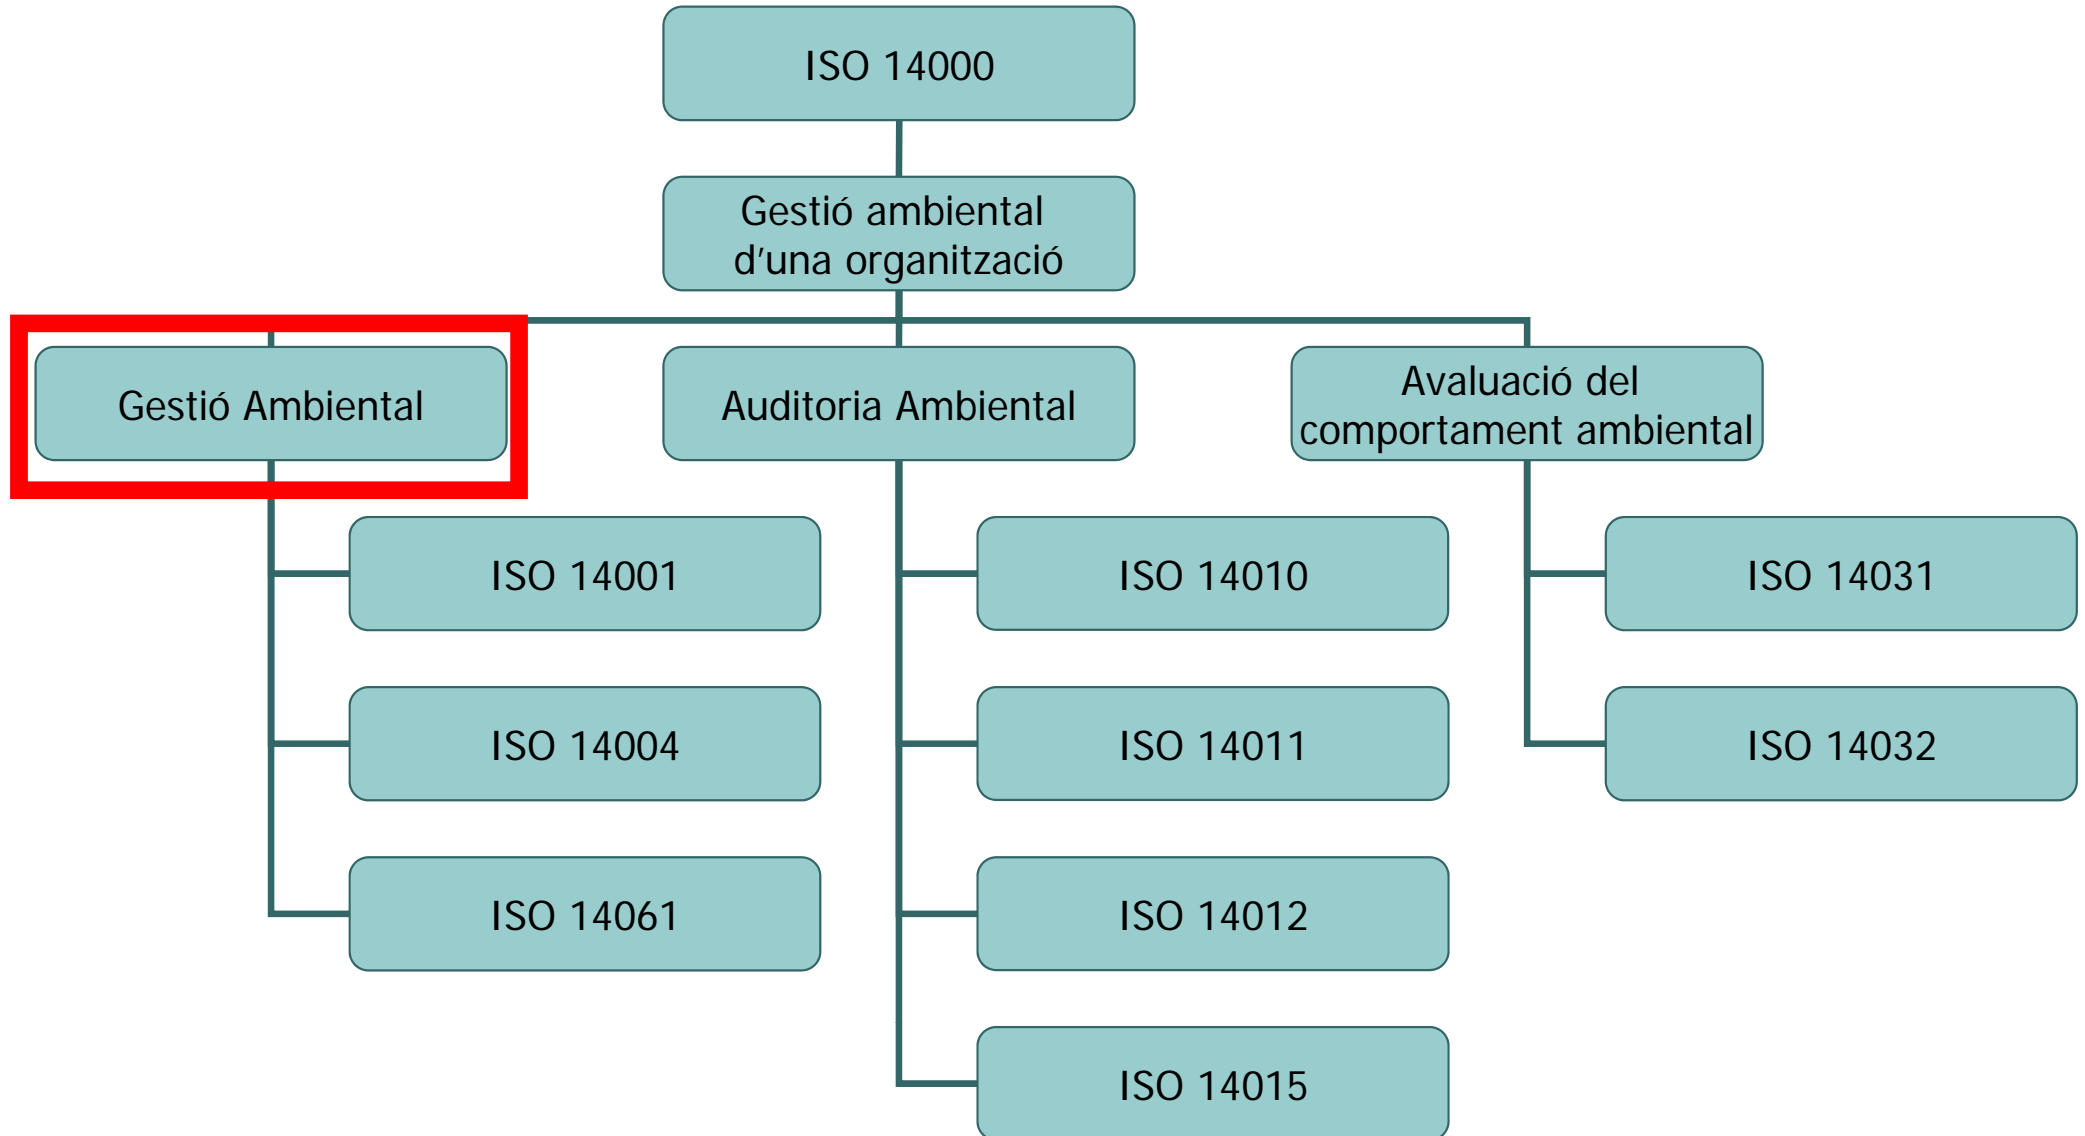 ISO 14000
Gestió ambiental
d'una organització
Gestió Ambiental
Auditoria Ambiental
Avaluació del
comportament ambiental
ISO 14001
ISO 14010
ISO 14031
ISO 14004
ISO 14011
ISO 14032
ISO 14061
ISO 14012
ISO 14015